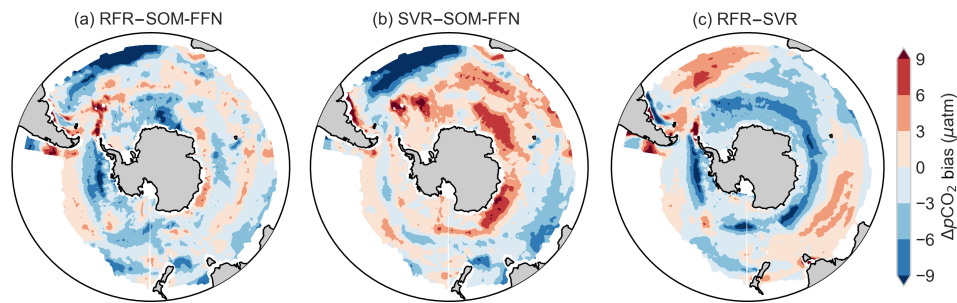 (a) RFR−SOM-FFN
(b) SVR−SOM-FFN
(c) RFR−SVR
9
6
3
0
−3
−6
−9
ΔpCO₂ bias (μatm)